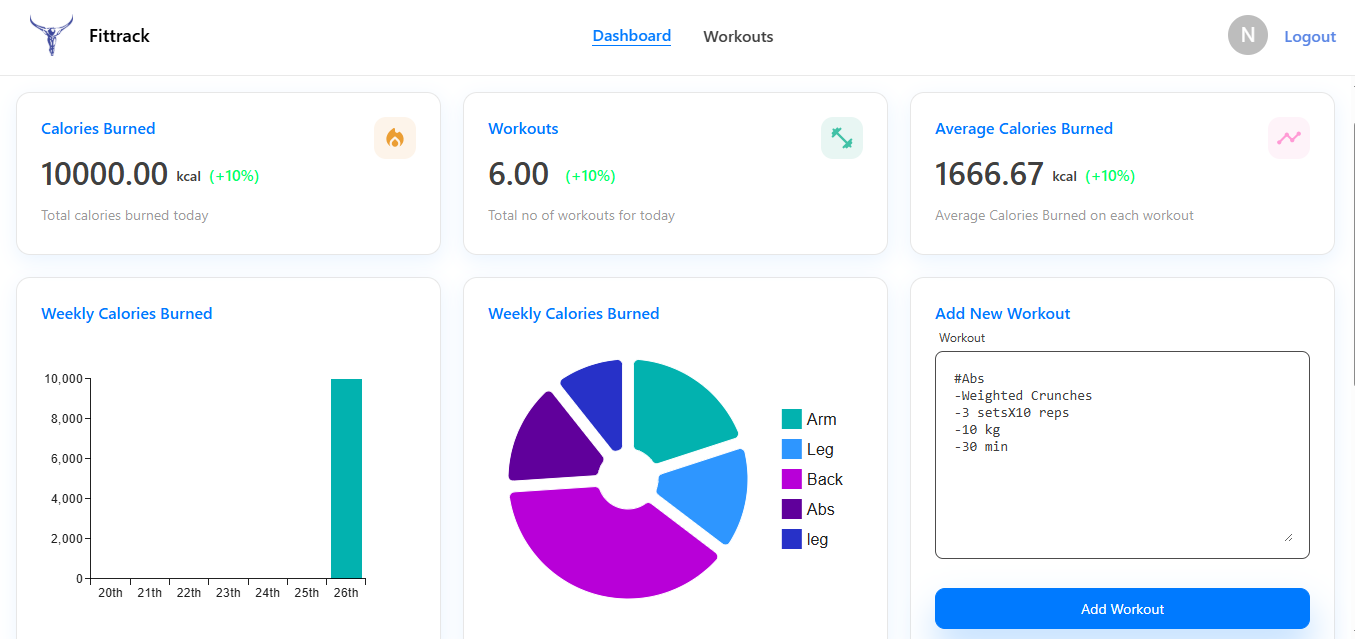 Fittrack
Dashboard Workouts
N Logout
Calories Burned
10000.00 kcal (+10%)
Total calories burned today
Workouts
6.00 (+10%)
Total no of workouts for today
Average Calories Burned
1666.67 kcal (+10%)
Average Calories Burned on each workout
Weekly Calories Burned
10,000
8,000
6,000
4,000
2,000
0
20th 21th 22th 23th 24th 25th 26th
Weekly Calories Burned
Arm
Leg
Back
Abs
leg
Add New Workout
Workout
#Abs
-Weighted Crunches
-3 setsX10 reps
-10 kg
-30 min
Add Workout